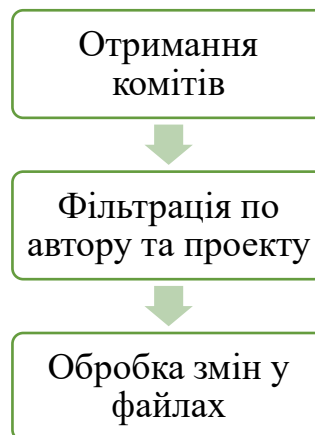 Отримання
комітів
Фільтрація по
автору та проекту
Обробка змін у
файлах